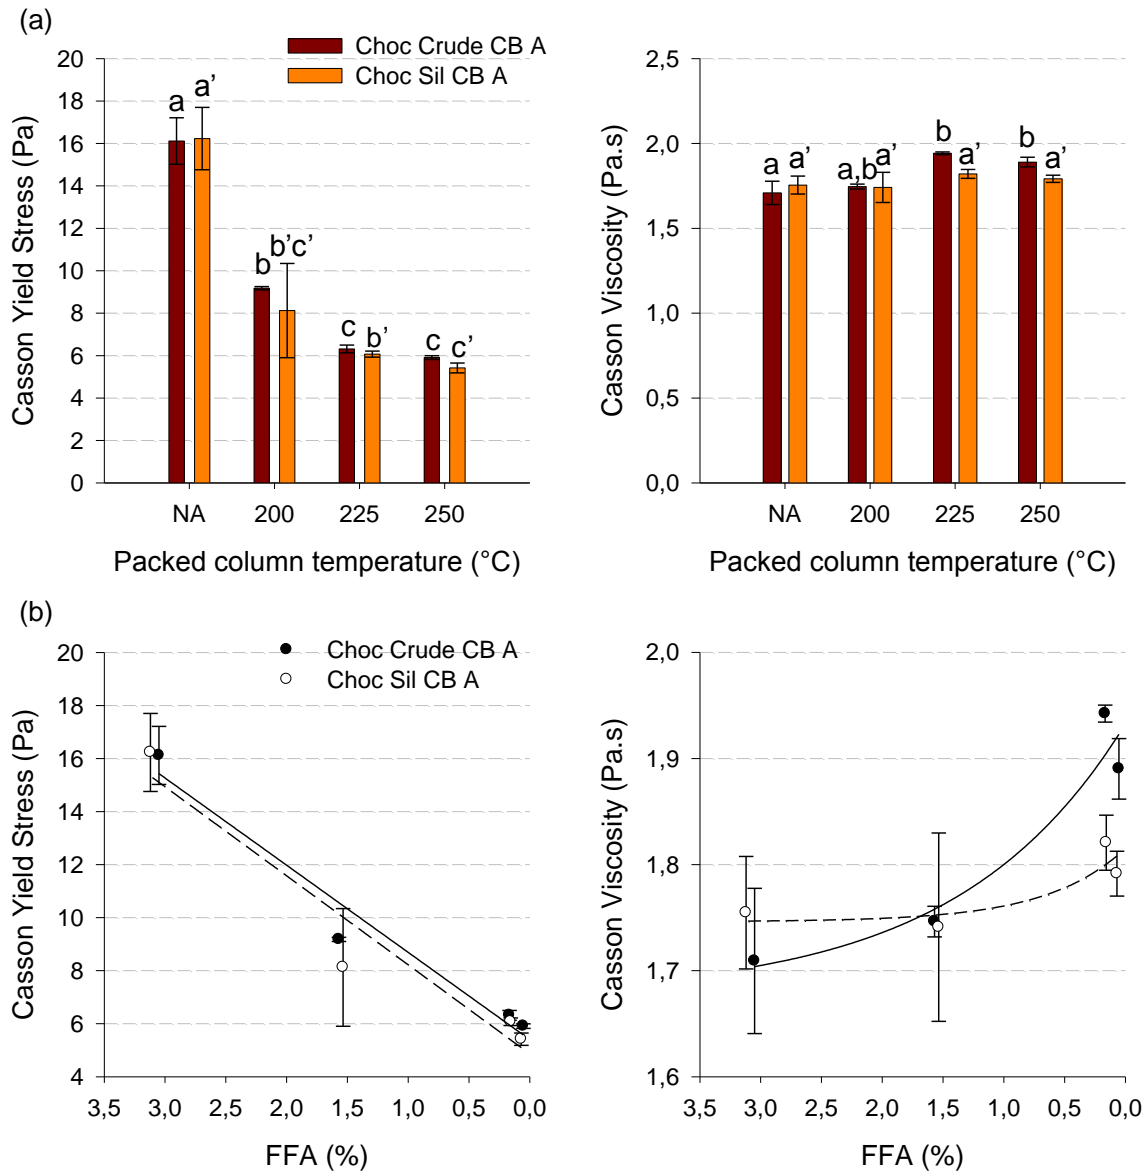 (a)
Choc Crude CB A
Choc Sil CB A
Casson Yield Stress (Pa)
20
18
16
14
12
10
8
6
4
2
0
a a’
b b’c’
c b’
c c’
NA 200 225 250
Packed column temperature (°C)
Casson Viscosity (Pa.s)
2,5
2,0
1,5
1,0
0,5
0,0
a a’
a,b a’
b a’
b a’
NA 200 225 250
Packed column temperature (°C)
(b)
Choc Crude CB A
Choc Sil CB A
Casson Yield Stress (Pa)
20
18
16
14
12
10
8
6
4
3,5 3,0 2,5 2,0 1,5 1,0 0,5 0,0
FFA (%)
Casson Viscosity (Pa.s)
2,0
1,9
1,8
1,7
1,6
3,5 3,0 2,5 2,0 1,5 1,0 0,5 0,0
FFA (%)